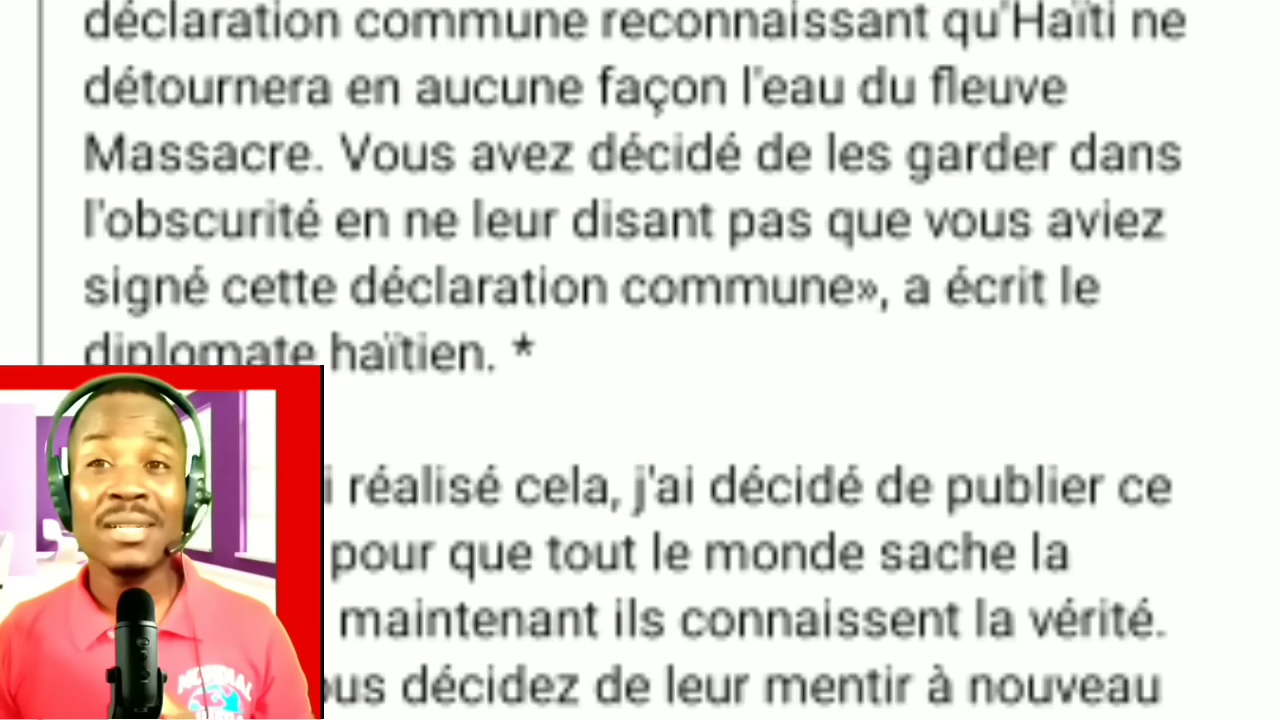 déclaration commune reconnaissant qu'Haïti ne
détournera en aucune façon l'eau du fleuve
Massacre. Vous avez décidé de les garder dans
l'obscurité en ne leur disant pas que vous aviez
signé cette déclaration commune», a écrit le
diplomate haïtien. *
i réalisé cela, j'ai décidé de publier ce
pour que tout le monde sache la
maintenant ils connaissent la vérité.
ous décidez de leur mentir à nouveau